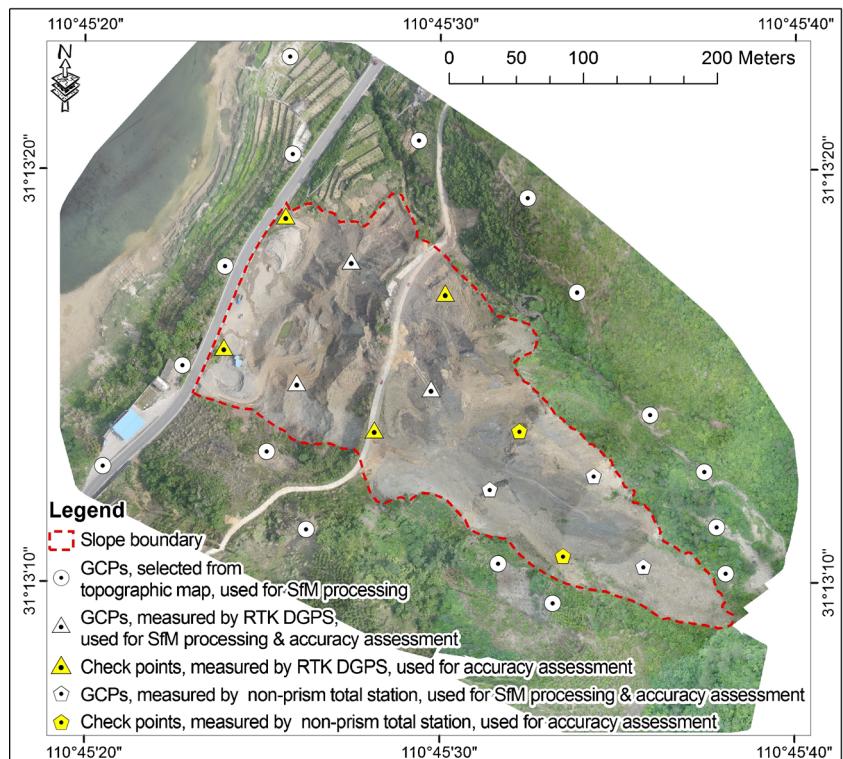 110°45'20" 110°45'30" 110°45'40"
N
0 50 100 200 Meters
31°13'20" 31°13'20"
31°13'10" 31°13'10"
Legend
Slope boundary
GCPs, selected from
topographic map, used for SfM processing
GCPs, measured by RTK DGPS,
used for SfM processing & accuracy assessment
Check points, measured by RTK DGPS, used for accuracy assessment
GCPs, measured by non-prism total station, used for SfM processing & accuracy assessment
Check points, measured by non-prism total station, used for accuracy assessment
110°45'20" 110°45'30" 110°45'40"